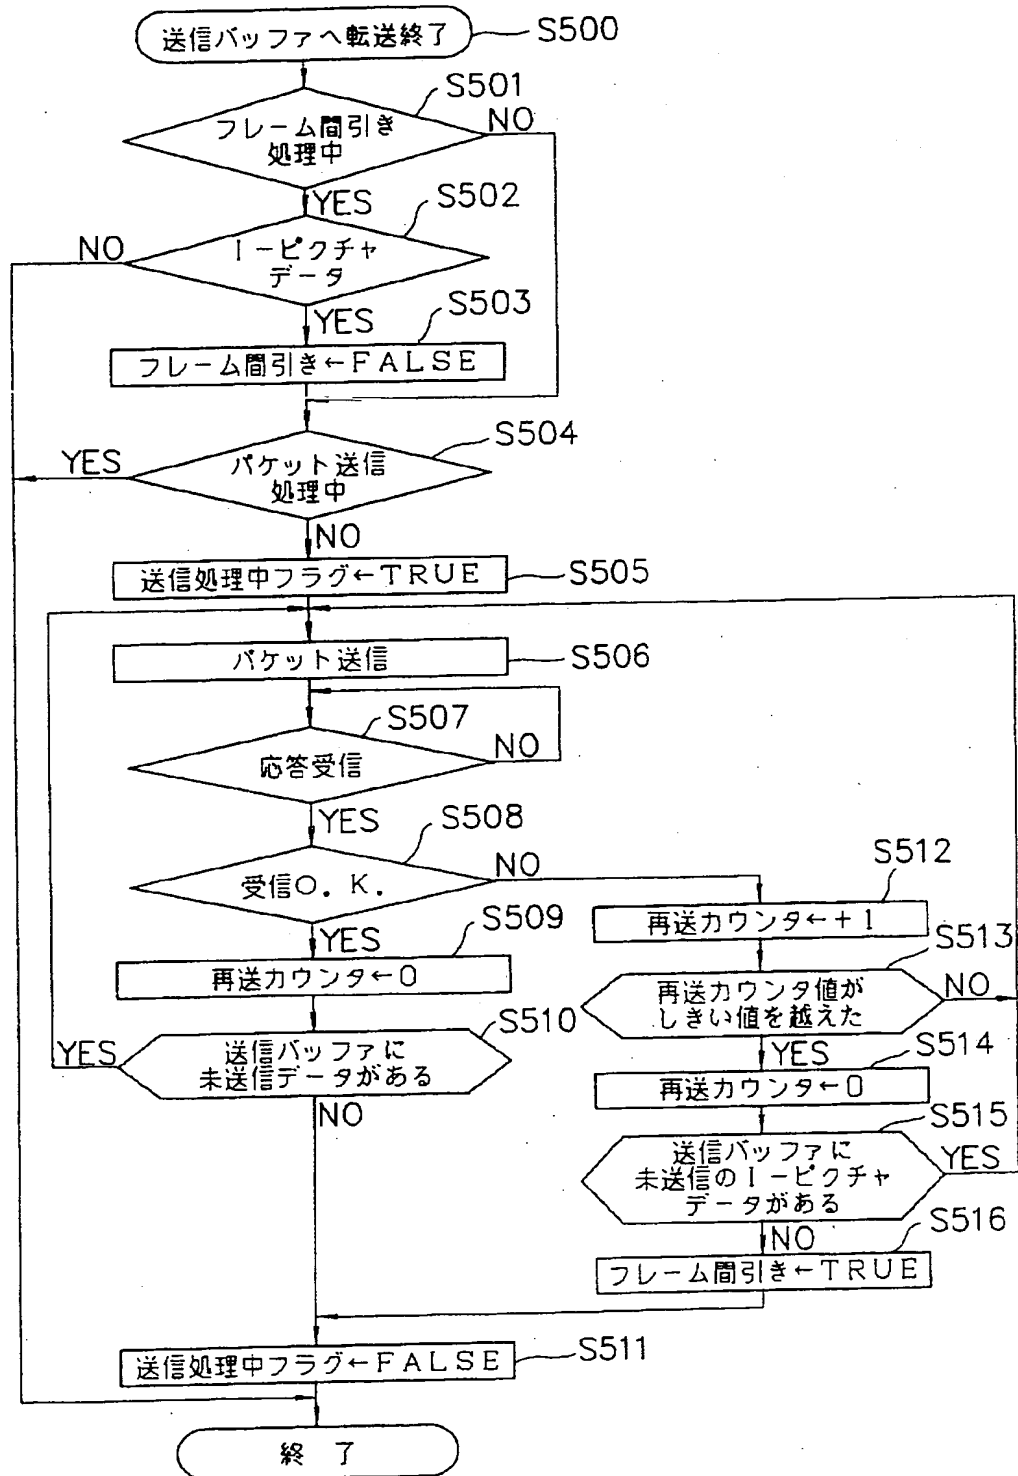 送信バッファへ転送終了
S500
S501
フレーム間引き
処理中
NO
YES
S502
NO
I－ピクチャ
データ
YES
S503
フレーム間引き←FALSE
S504
YES
パケット送信
処理中
NO
送信処理中フラグ←TRUE
S505
パケット送信
S506
S507
応答受信
NO
YES
S508
受信O．K．
NO
YES
S509
再送カウンタ←0
S510
YES
送信バッファに
未送信データがある
NO
S512
再送カウンタ←＋1
S513
再送カウンタ値が
しきい値を越えた
NO
YES
S514
再送カウンタ←0
S515
送信バッファに
未送信のI－ピクチャ
データがある
YES
NO
S516
フレーム間引き←TRUE
送信処理中フラグ←FALSE
S511
終 了